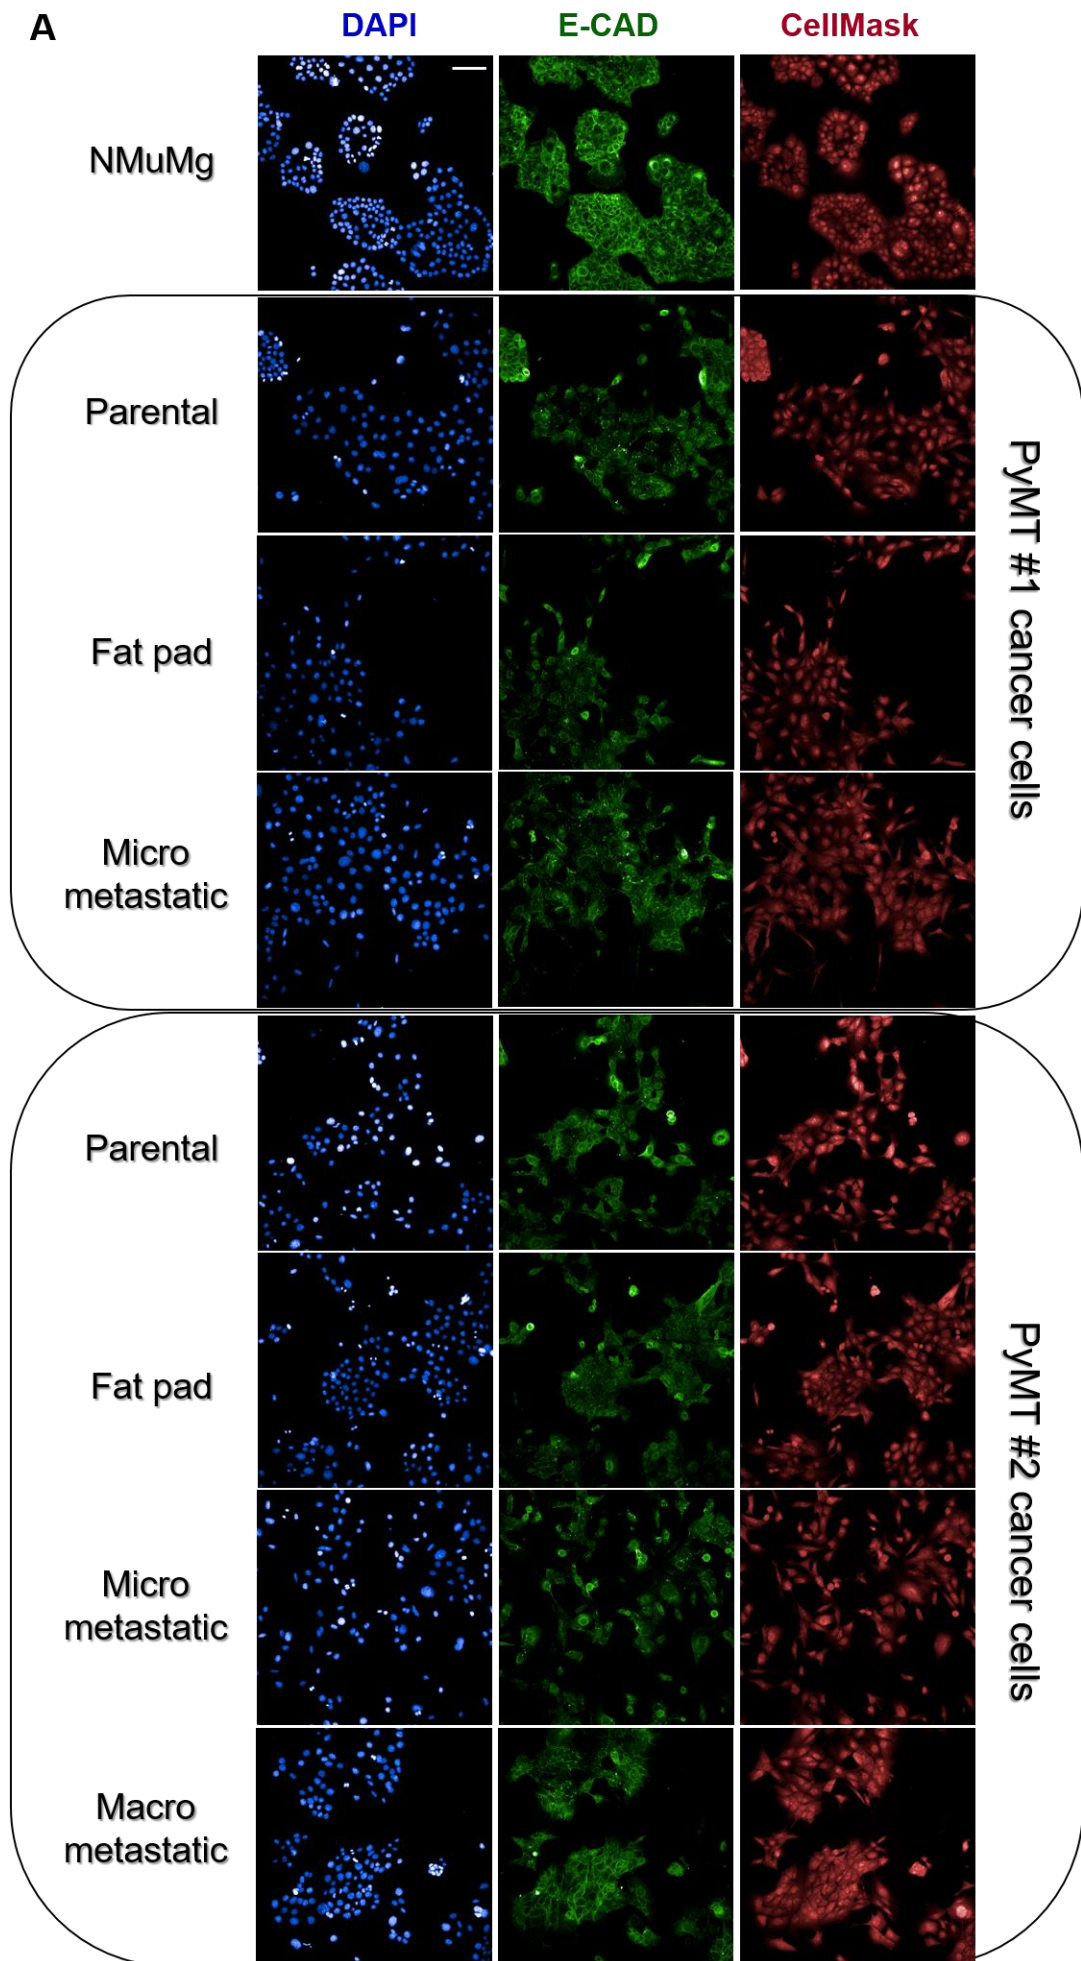 A
DAPI
E-CAD
CellMask
NMuMg
Parental
Fat pad
Micro
metastatic
PyMT #1 cancer cells
Parental
Fat pad
Micro
metastatic
Macro
metastatic
PyMT #2 cancer cells